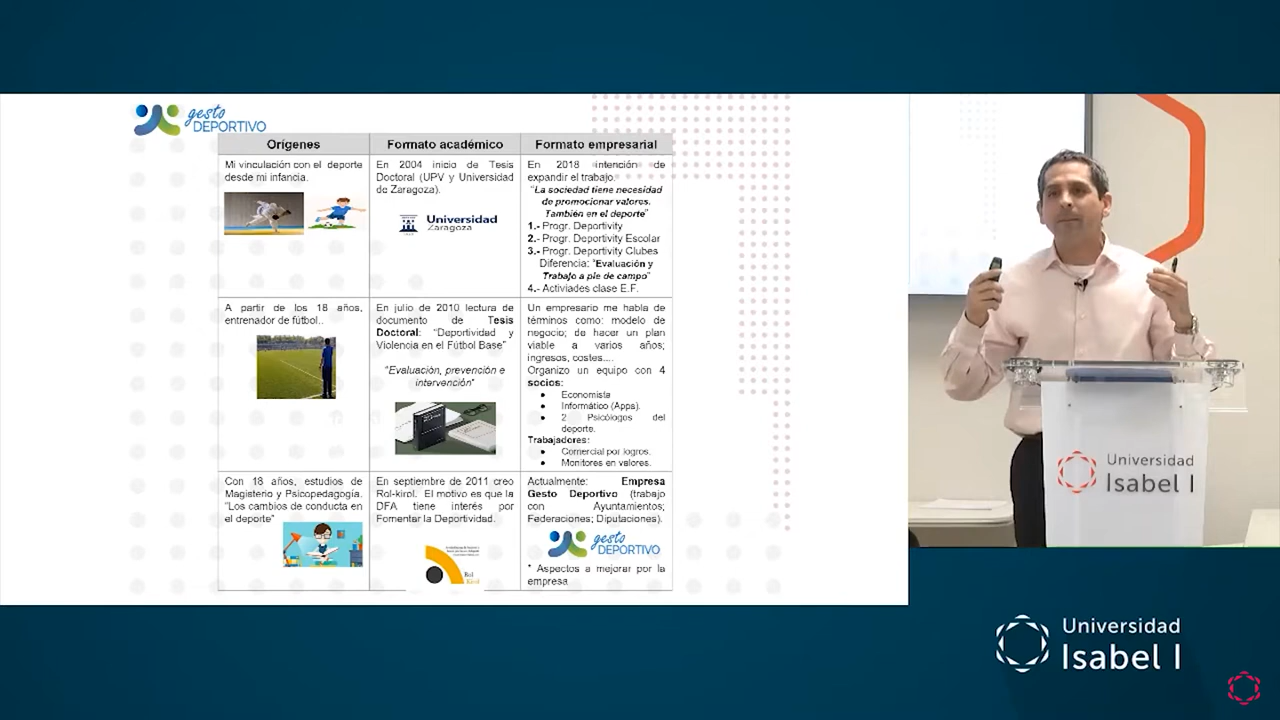 gesto
DEPORTIVO
Orígenes
Mi vinculación con el deporte
desde mi infancia.
A partir de los 18 años,
entrenador de fútbol..
Con 18 años, estudios de
Magisterio y Psicopedagogía.
"Los cambios de conducta en
el deporte"
Formato académico
En 2004 inicio de Tesis
Doctoral (UPV y Universidad
de Zaragoza).
Universidad
Zaragoza
En julio de 2010 lectura de
documento de Tesis
Doctoral: "Deportividad y
Violencia en el Fútbol Base"
"Evaluación, prevención e
intervención"
En septiembre de 2011 creo
Rol-kirol. El motivo es que la
DFA tiene interés por
Fomentar la Deportividad.
Rol
Kirol
Formato empresarial
En 2018 intención de
expandir el trabajo.
"La sociedad tiene necesidad
de promocionar valores.
También en el deporte"
1.- Progr. Deportivity
2.- Progr. Deportivity Escolar
3.- Progr. Deportivity Clubes
Diferencia: "Evaluación y
Trabajo a pie de campo"
4.- Activiades clase E.F.
Un empresario me habla de
términos como: modelo de
negocio; de hacer un plan
viable a varios años;
ingresos, costes....
Organizo un equipo con 4
socios:
● Economista
● Informático (Apps).
● 2 Psicólogos del
deporte.
Trabajadores:
● Comercial por logros.
● Monitores en valores.
Actualmente: Empresa
Gesto Deportivo (trabajo
con Ayuntamientos;
Federaciones; Diputaciones).
gesto
DEPORTIVO
* Aspectos a mejorar por la
empresa
Universidad
Isabel I
Universidad
Isabel I